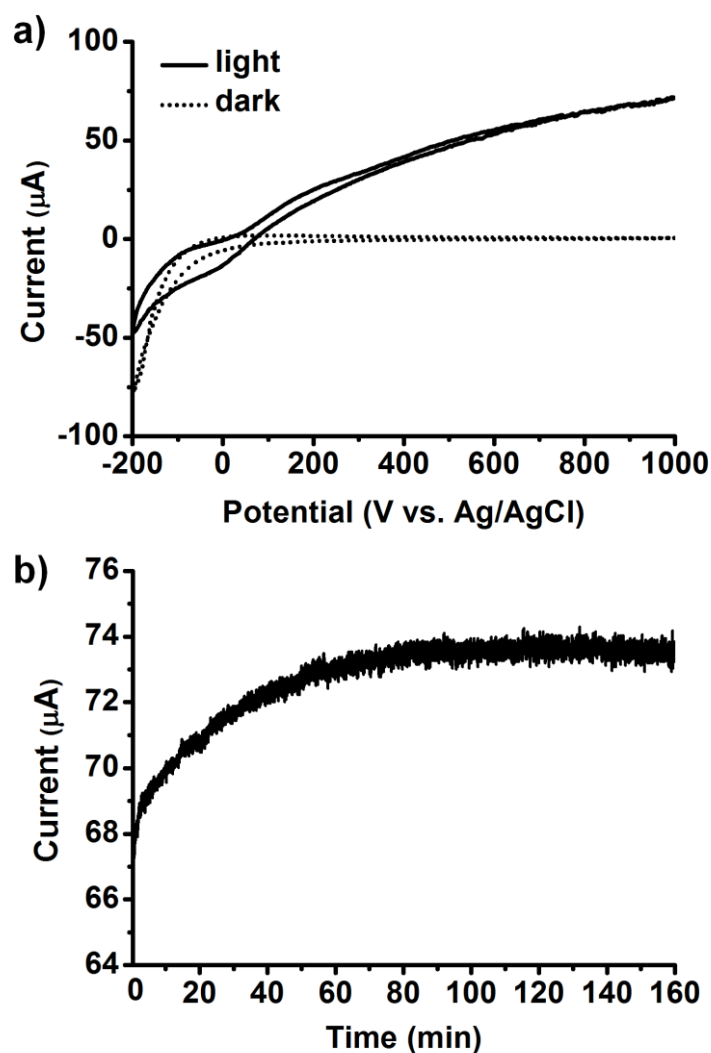 a)
light
dark
100
50
0
-50
-100
Current (μA)
-200 0 200 400 600 800 1000
Potential (V vs. Ag/AgCl)
b)
76
74
72
70
68
66
64
Current (μA)
0 20 40 60 80 100 120 140 160
Time (min)